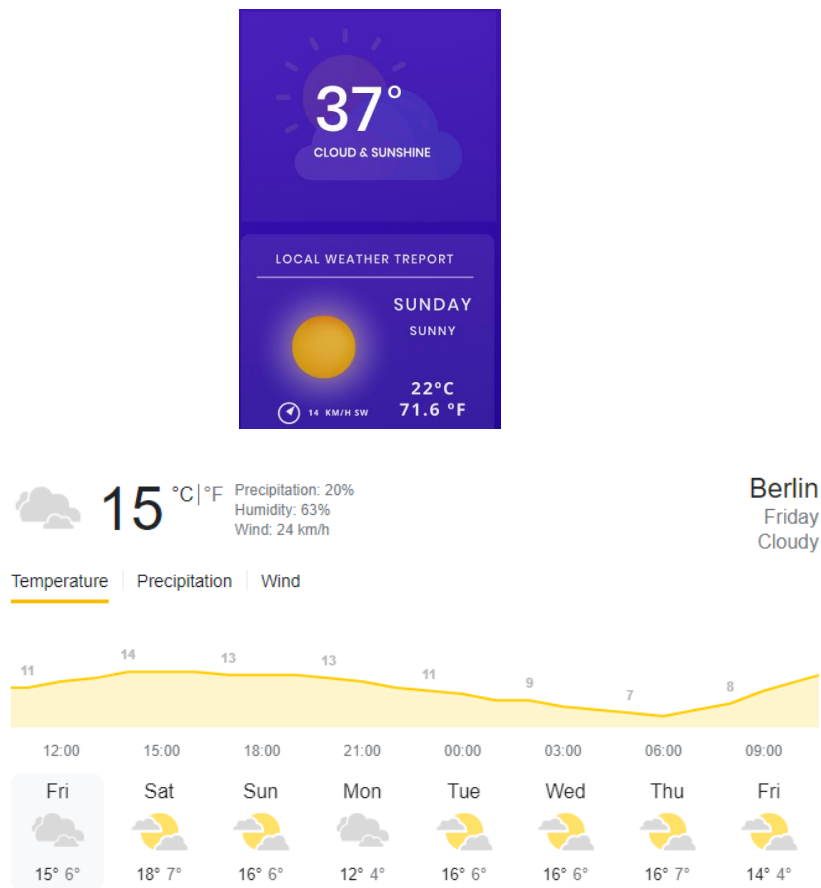 37°
CLOUD & SUNSHINE
LOCAL WEATHER TREPORT
SUNDAY
SUNNY
22°C
14 KM/H SW
71.6 °F
15 °C|°F
Precipitation: 20%
Humidity: 63%
Wind: 24 km/h
Berlin
Friday
Cloudy
Temperature Precipitation Wind
11 14 13 13 11 9 7 8
12:00 15:00 18:00 21:00 00:00 03:00 06:00 09:00
Fri Sat Sun Mon Tue Wed Thu Fri
15° 6° 18° 7° 16° 6° 12° 4° 16° 6° 16° 6° 16° 7° 14° 4°